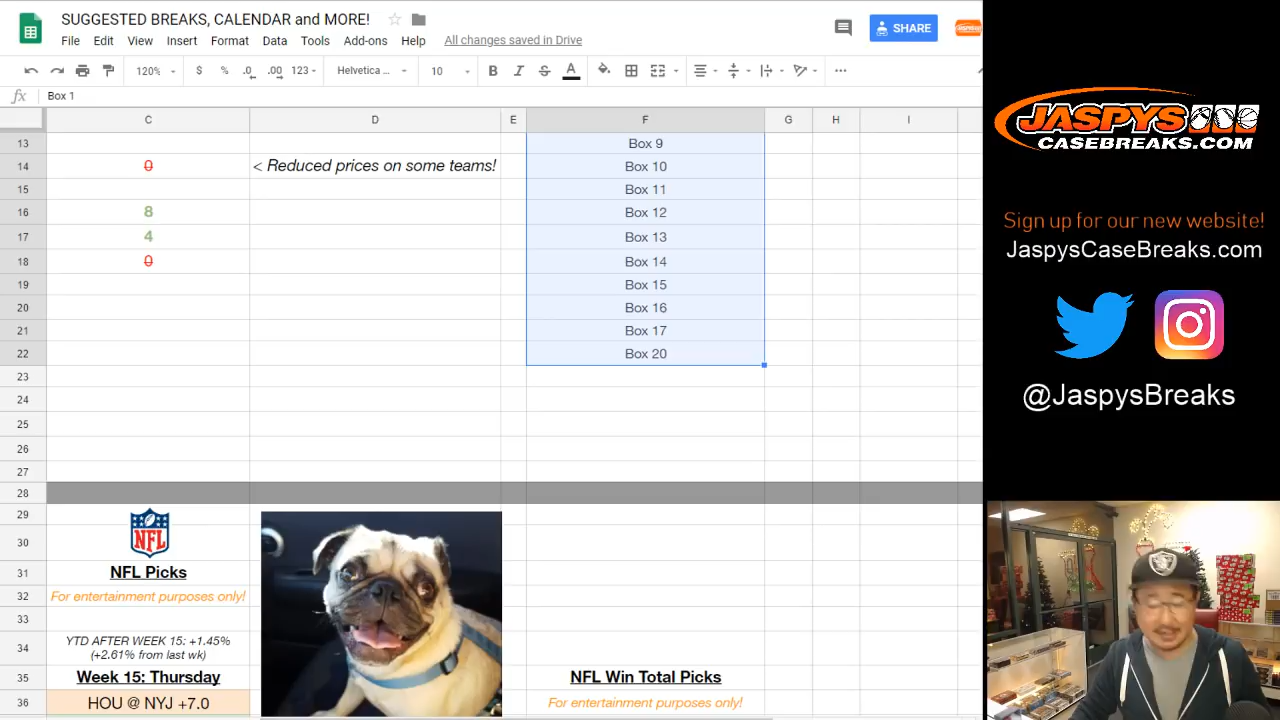 SUGGESTED BREAKS, CALENDAR and MORE!
File Edit View Format Tools Add-ons Help All changes saved in Drive
SHARE
120% $ % .0 .00 123 Helvetica ... 10 B I S A
fx Box 1
C D E F G H I
13 Box 9
14 0 < Reduced prices on some teams! Box 10
15 Box 11
16 8 Box 12
17 4 Box 13
18 0 Box 14
19 Box 15
20 Box 16
21 Box 17
22 Box 20
23
24
25
26
27
28
29
30 NFL
31 NFL Picks
32 For entertainment purposes only!
33
34 YTD AFTER WEEK 15: +1.45%
(+2.61% from last wk)
35 Week 15: Thursday NFL Win Total Picks
36 HOU @ NYJ +7.0 For entertainment purposes only!
JASPYS
CASEBREAKS.COM
Sign up for our new website!
JaspysCaseBreaks.com
@JaspysBreaks